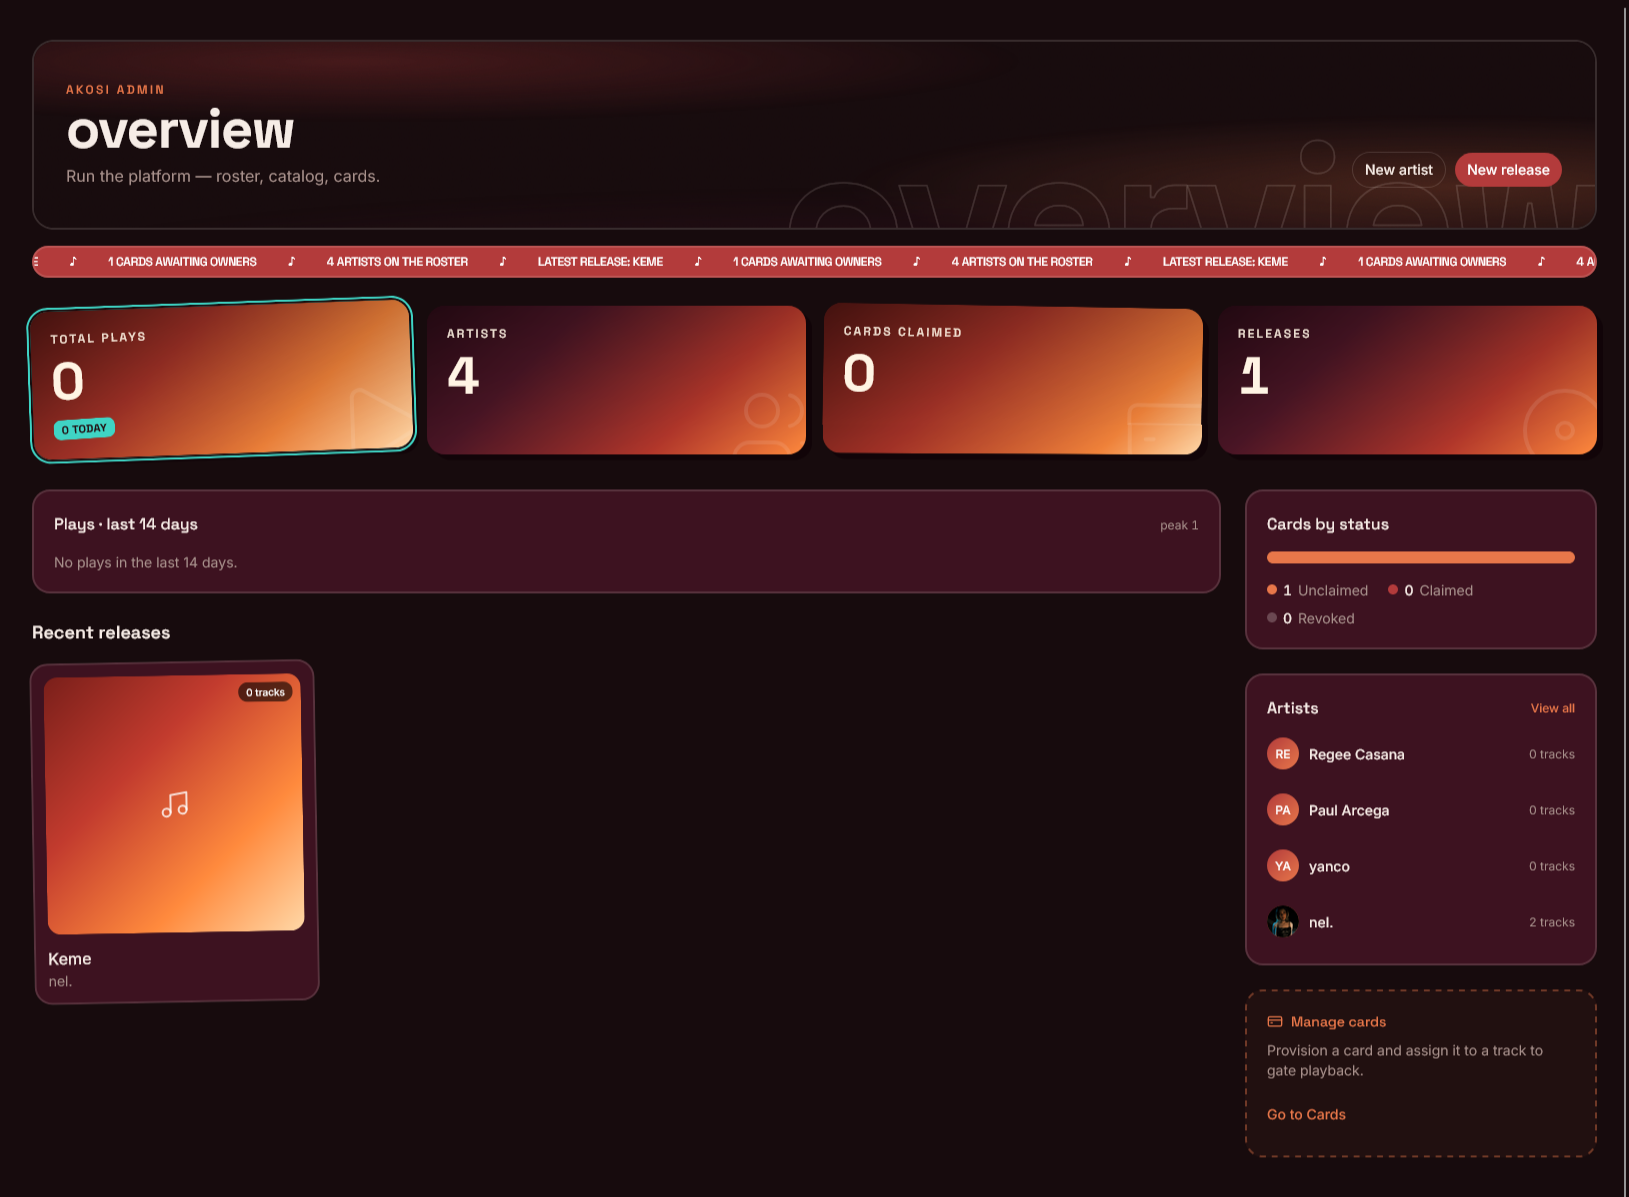 AKOSI ADMIN
overview
Run the platform — roster, catalog, cards.
overview
New artist
New release
♪ 1 CARDS AWAITING OWNERS ♪ 4 ARTISTS ON THE ROSTER ♪ LATEST RELEASE: KEME ♪ 1 CARDS AWAITING OWNERS ♪ 4 ARTISTS ON THE ROSTER ♪ LATEST RELEASE: KEME ♪ 1 CARDS AWAITING OWNERS ♪ 4 A
TOTAL PLAYS
0
0 TODAY
ARTISTS
4
CARDS CLAIMED
0
RELEASES
1
Plays · last 14 days
peak 1
No plays in the last 14 days.
Recent releases
0 tracks
Keme
nel.
Cards by status
1 Unclaimed
0 Claimed
0 Revoked
Artists
View all
RE Regee Casana 0 tracks
PA Paul Arcega 0 tracks
YA yanco 0 tracks
nel. 2 tracks
Manage cards
Provision a card and assign it to a track to
gate playback.
Go to Cards